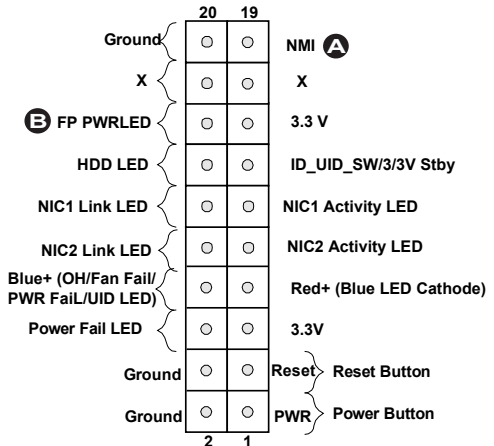 20 19
Ground NMI A
X X
B FP PWRLED 3.3 V
HDD LED ID_UID_SW/3/3V Stby
NIC1 Link LED NIC1 Activity LED
NIC2 Link LED NIC2 Activity LED
Blue+ (OH/Fan Fail/
PWR FaiL/UID LED) Red+ (Blue LED Cathode)
Power Fail LED 3.3V
Ground Reset Reset Button
Ground PWR Power Button
2 1